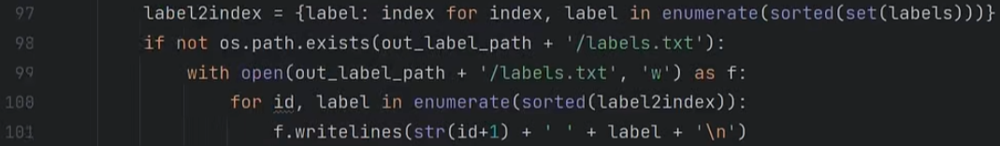 97 label2index = {label: index for index, label in enumerate(sorted(set(labels)))}
98 if not os.path.exists(out_label_path + '/labels.txt'):
99 with open(out_label_path + '/labels.txt', 'w') as f:
100 for id, label in enumerate(sorted(label2index)):
101 f.writelines(str(id+1) + ' ' + label + '\n')